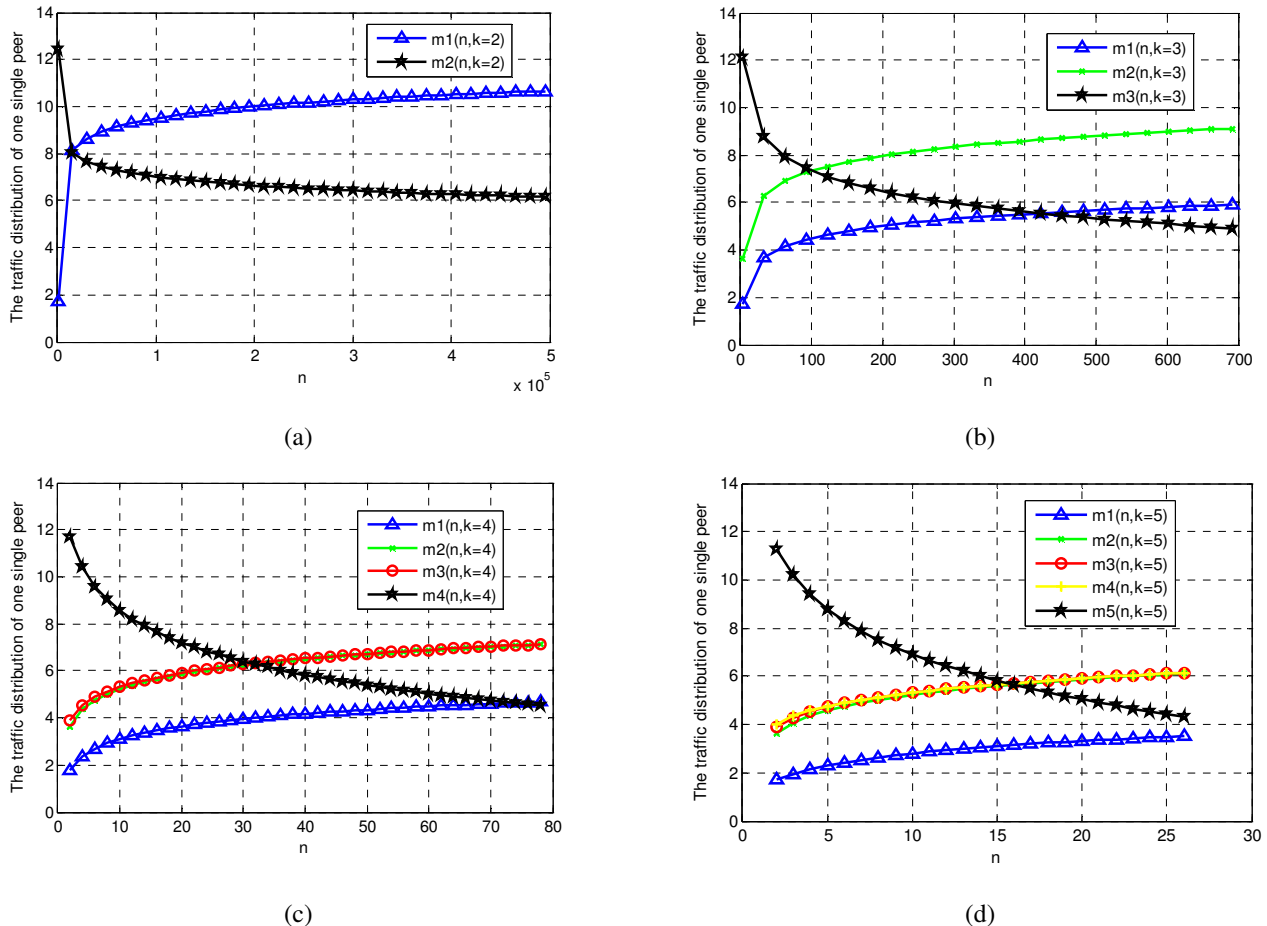 The traffic distribution of one single peer
14
12
10
8
6
4
2
0
m1(n,k=2)
m2(n,k=2)
0 1 2 3 4 5
n
x 10^5
(a)
The traffic distribution of one single peer
14
12
10
8
6
4
2
0
m1(n,k=3)
m2(n,k=3)
m3(n,k=3)
0 100 200 300 400 500 600 700
n
(b)
The traffic distribution of one single peer
14
12
10
8
6
4
2
0
m1(n,k=4)
m2(n,k=4)
m3(n,k=4)
m4(n,k=4)
0 10 20 30 40 50 60 70 80
n
(c)
The traffic distribution of one single peer
14
12
10
8
6
4
2
0
m1(n,k=5)
m2(n,k=5)
m3(n,k=5)
m4(n,k=5)
m5(n,k=5)
0 5 10 15 20 25 30
n
(d)